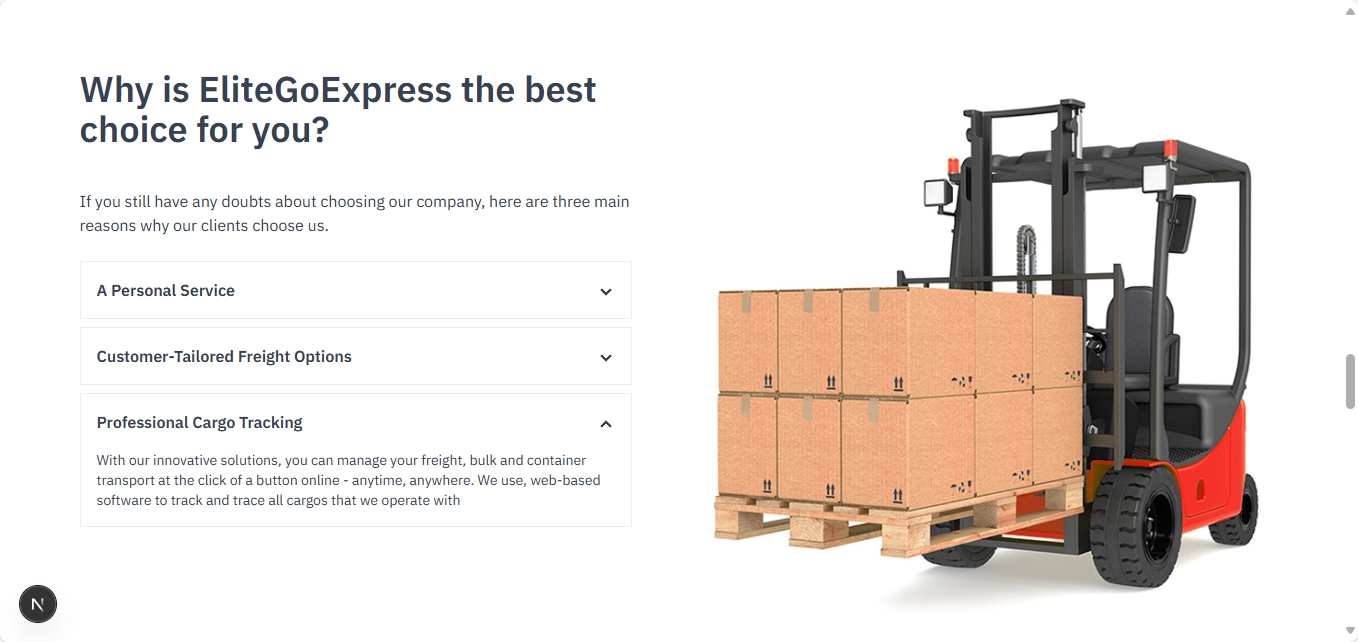 Why is EliteGoExpress the best
choice for you?
If you still have any doubts about choosing our company, here are three main
reasons why our clients choose us.
A Personal Service
Customer-Tailored Freight Options
Professional Cargo Tracking
With our innovative solutions, you can manage your freight, bulk and container
transport at the click of a button online - anytime, anywhere. We use, web-based
software to track and trace all cargos that we operate with
N